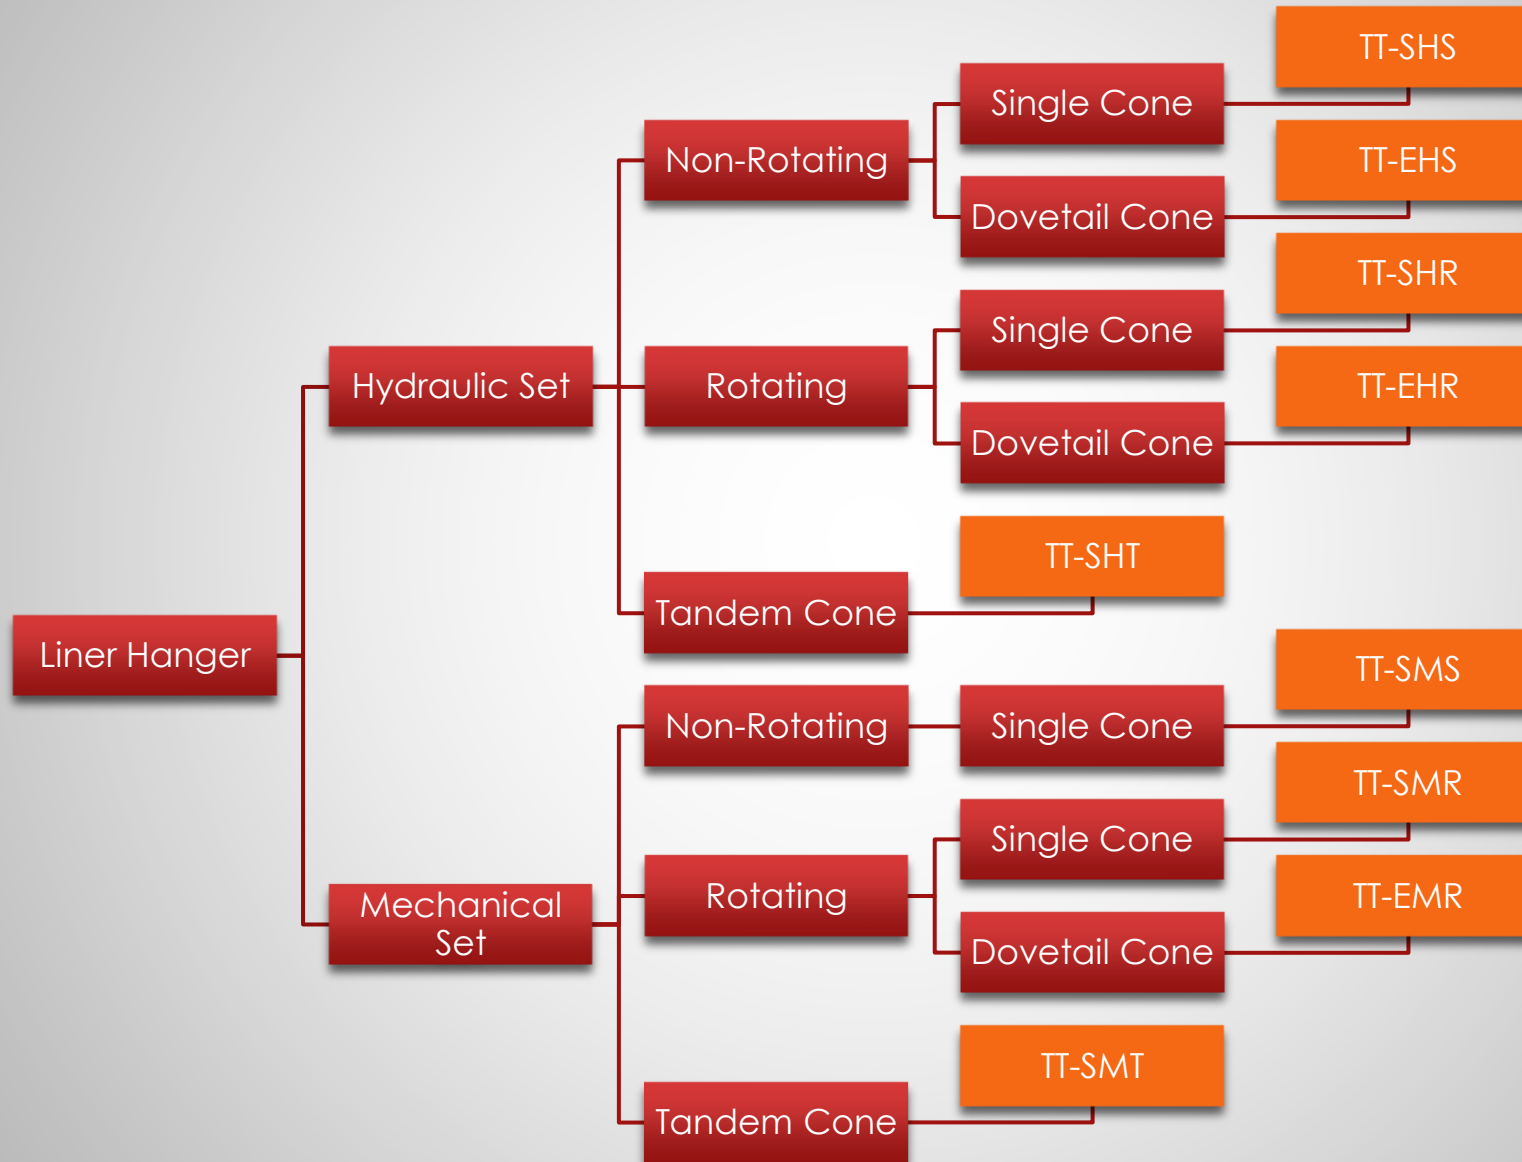 TT-SHS
Single Cone
Non-Rotating
TT-EHS
Dovetail Cone
TT-SHR
Single Cone
Hydraulic Set
Rotating
TT-EHR
Dovetail Cone
TT-SHT
Tandem Cone
Liner Hanger
TT-SMS
Non-Rotating
Single Cone
TT-SMR
Single Cone
Rotating
TT-EMR
Mechanical
Set
Dovetail Cone
TT-SMT
Tandem Cone